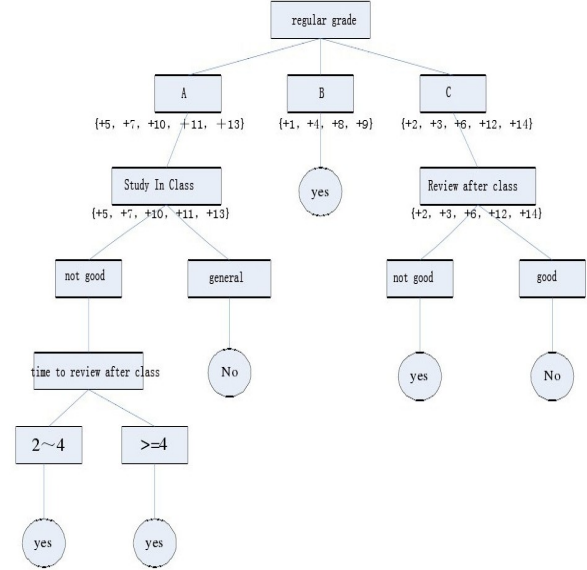 regular grade
A B C
{+5, +7, +10, +11, +13} {+1, +4, +8, +9} {+2, +3, +6, +12, +14}
Study In Class yes Review after class
{+5, +7, +10, +11, +13} {+2, +3, +6, +12, +14}
not good general not good good
time to review after class No yes No
2~4 >=4
yes yes